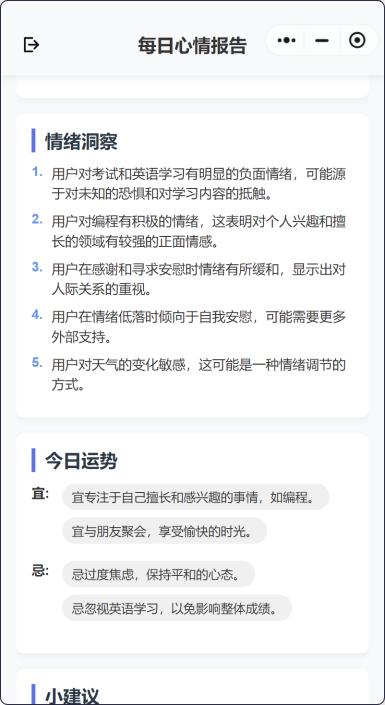 每日心情报告
情绪洞察
1. 用户对考试和英语学习有明显的负面情绪，可能源
于对未知的恐惧和对学习内容的抵触。
2. 用户对编程有积极的情绪，这表明对个人兴趣和擅
长的领域有较强的正面情感。
3. 用户在感谢和寻求安慰时情绪有所缓和，显示出对
人际关系的重视。
4. 用户在情绪低落时倾向于自我安慰，可能需要更多
外部支持。
5. 用户对天气的变化敏感，这可能是一种情绪调节的
方式。
今日运势
宜: 宜专注于自己擅长和感兴趣的事情，如编程。
宜与朋友聚会，享受愉快的时光。
忌: 忌过度焦虑，保持平和的心态。
忌忽视英语学习，以免影响整体成绩。
小建议